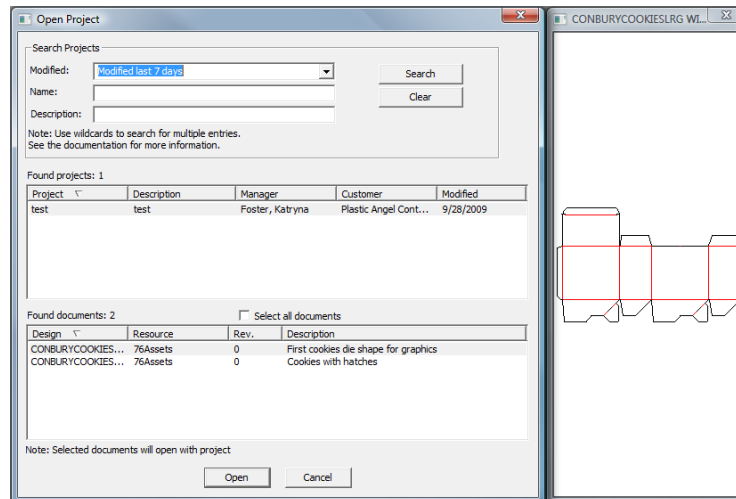 Open Project
Search Projects
Modified: Modified last 7 days
Search
Name:
Clear
Description:
Note: Use wildcards to search for multiple entries.
See the documentation for more information.
Found projects: 1
Project Description Manager Customer Modified
test test Foster, Katryna Plastic Angel Cont... 9/28/2009
Found documents: 2 Select all documents
Design Resource Rev. Description
CONBURYCOOKIES... 76Assets 0 First cookies die shape for graphics
CONBURYCOOKIES... 76Assets 0 Cookies with hatches
Note: Selected documents will open with project
Open Cancel
CONBURYCOOKIESLRG WI...